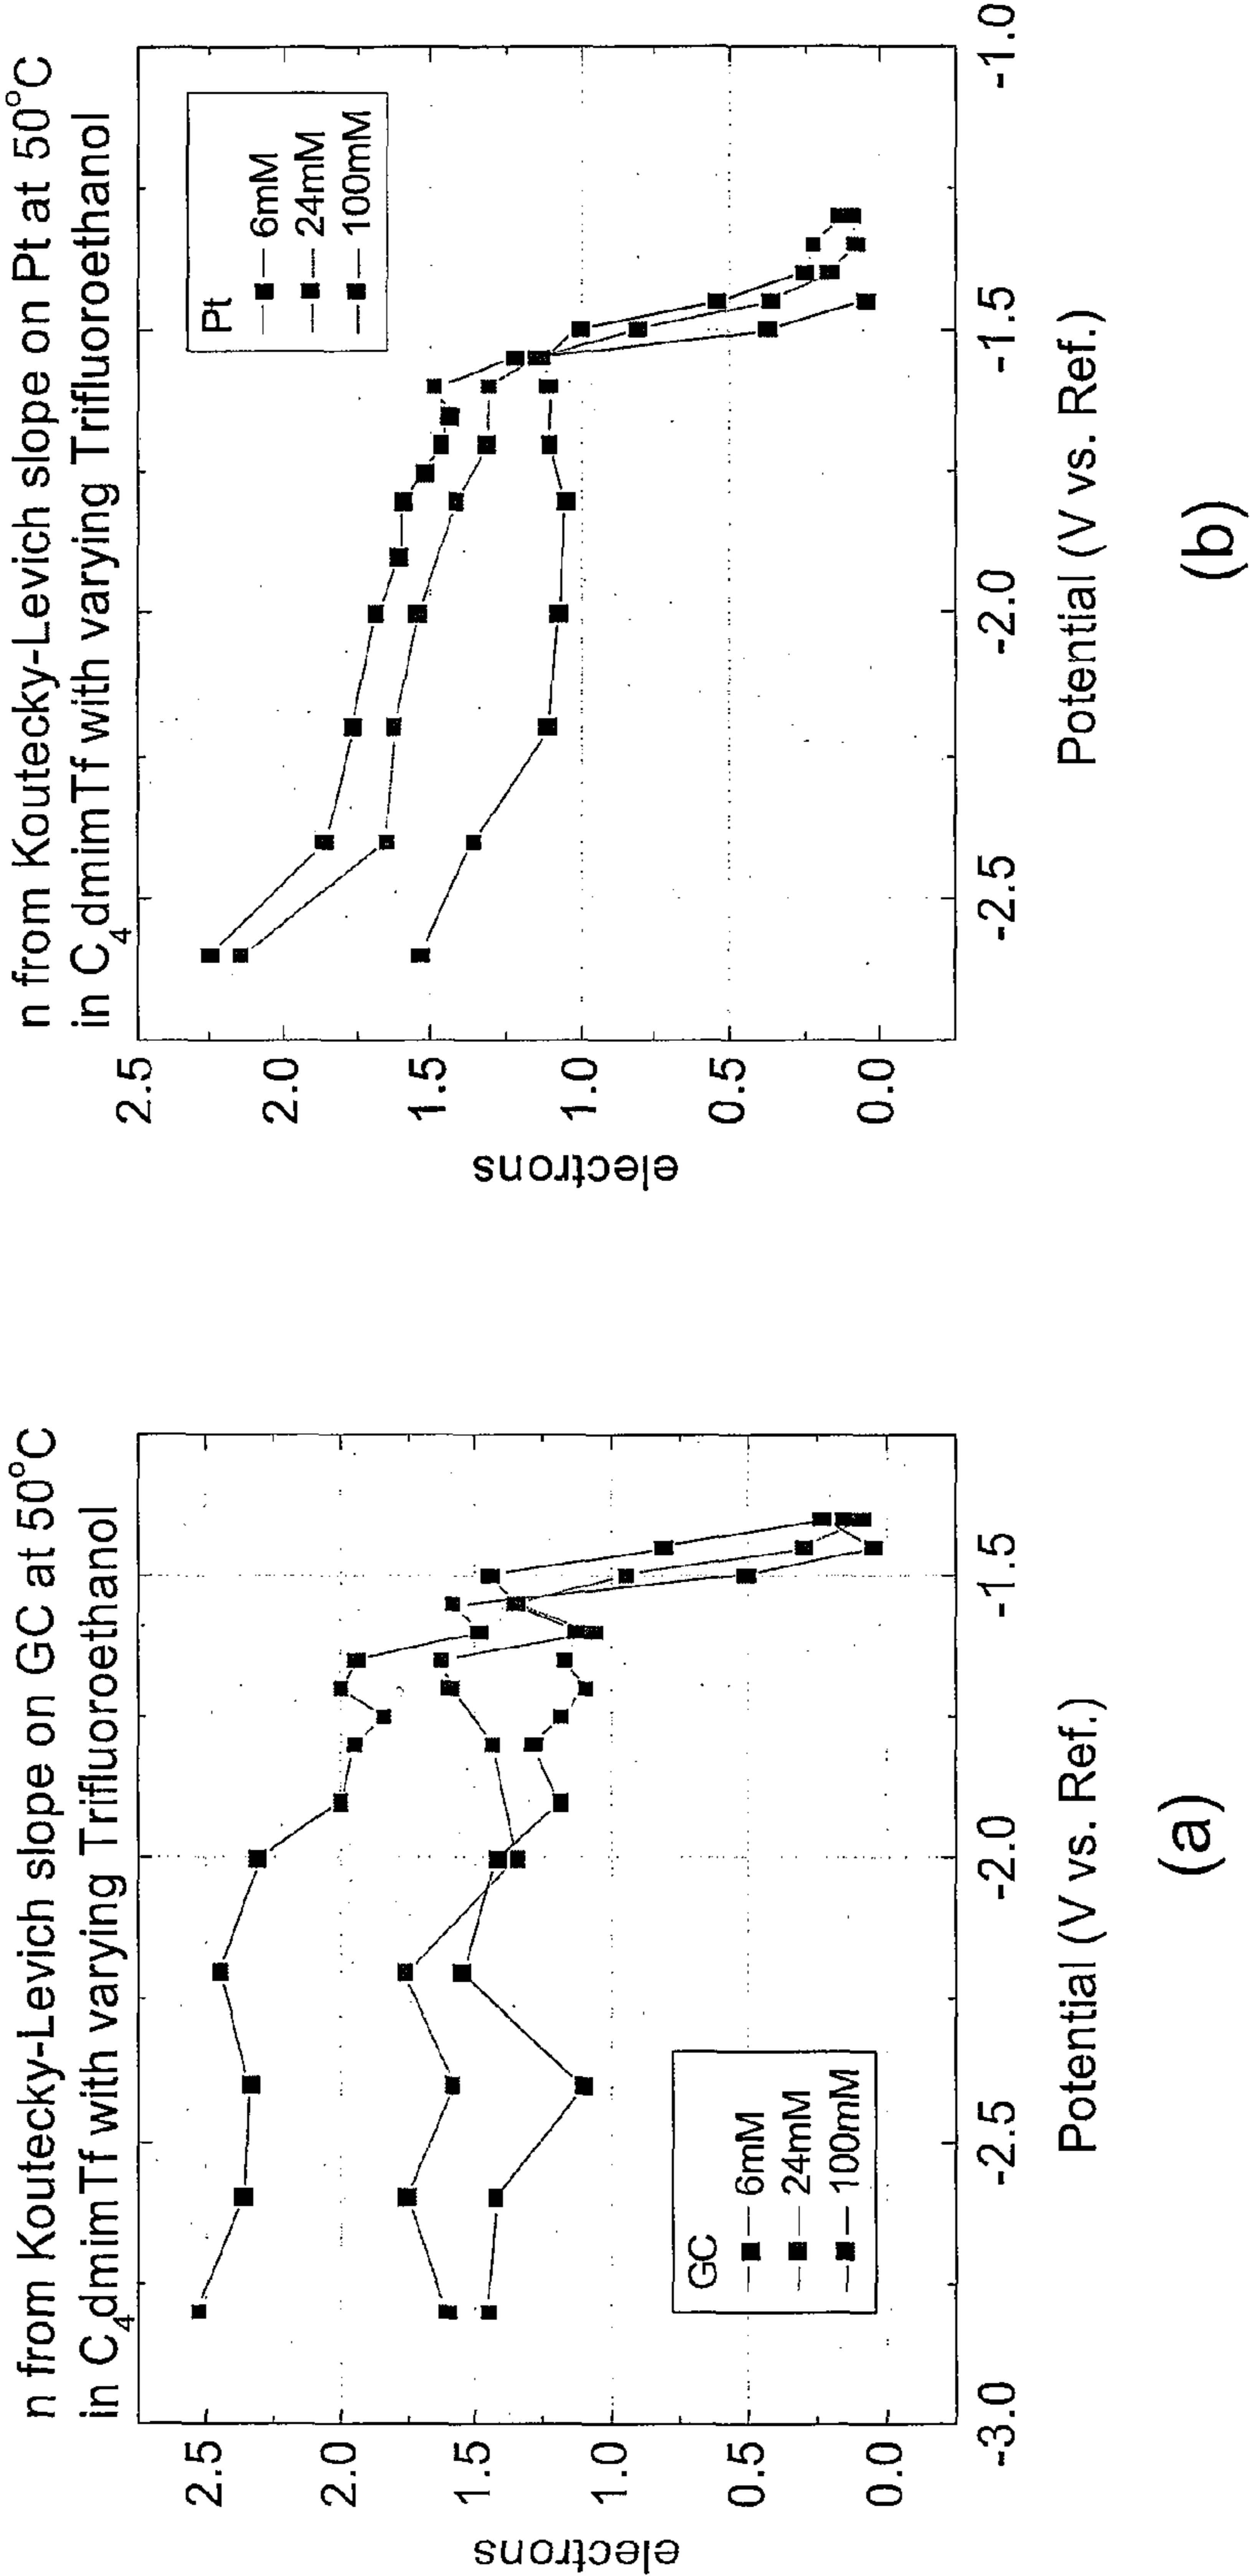 n from Koutecky-Levich slope on GC at 50°C
in C4dmimTf with varying Trifluoroethanol
electrons
2.5
2.0
1.5
1.0
0.5
0.0
GC
6mM
24mM
100mM
-3.0
-2.5
-2.0
-1.5
Potential (V vs. Ref.)
(a)
n from Koutecky-Levich slope on Pt at 50°C
in C4dmimTf with varying Trifluoroethanol
electrons
2.5
2.0
1.5
1.0
0.5
0.0
Pt
6mM
24mM
100mM
-2.5
-2.0
-1.5
-1.0
Potential (V vs. Ref.)
(b)